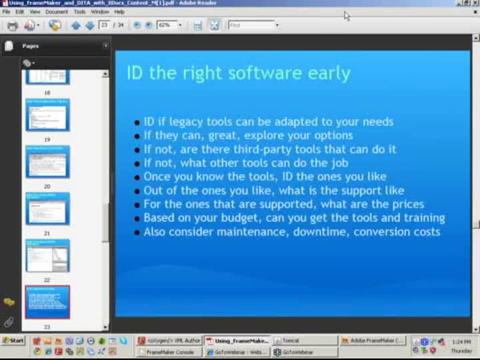 Using_FrameMaker_and_DITA_with_XDocs_Content_M[1].pdf - Adobe Reader
File Edit View Document Tools Window Help
23 / 34 62% Find
Pages
18
19
20
21
22
23
ID the right software early
ID if legacy tools can be adapted to your needs
If they can, great, explore your options
If not, are there third-party tools that can do it
If not, what other tools can do the job
Once you know the tools, ID the ones you like
Out of the ones you like, what is the support like
For the ones that are supported, what are the prices
Based on your budget, can you get the tools and training
Also consider maintenance, downtime, conversion costs
start <oXygen/> XML Author Using_FrameMaker... Tomcat Adobe FrameMaker 1:24 PM
FrameMaker Console GoToWebinar - Webi... GoToWebinar Thursday